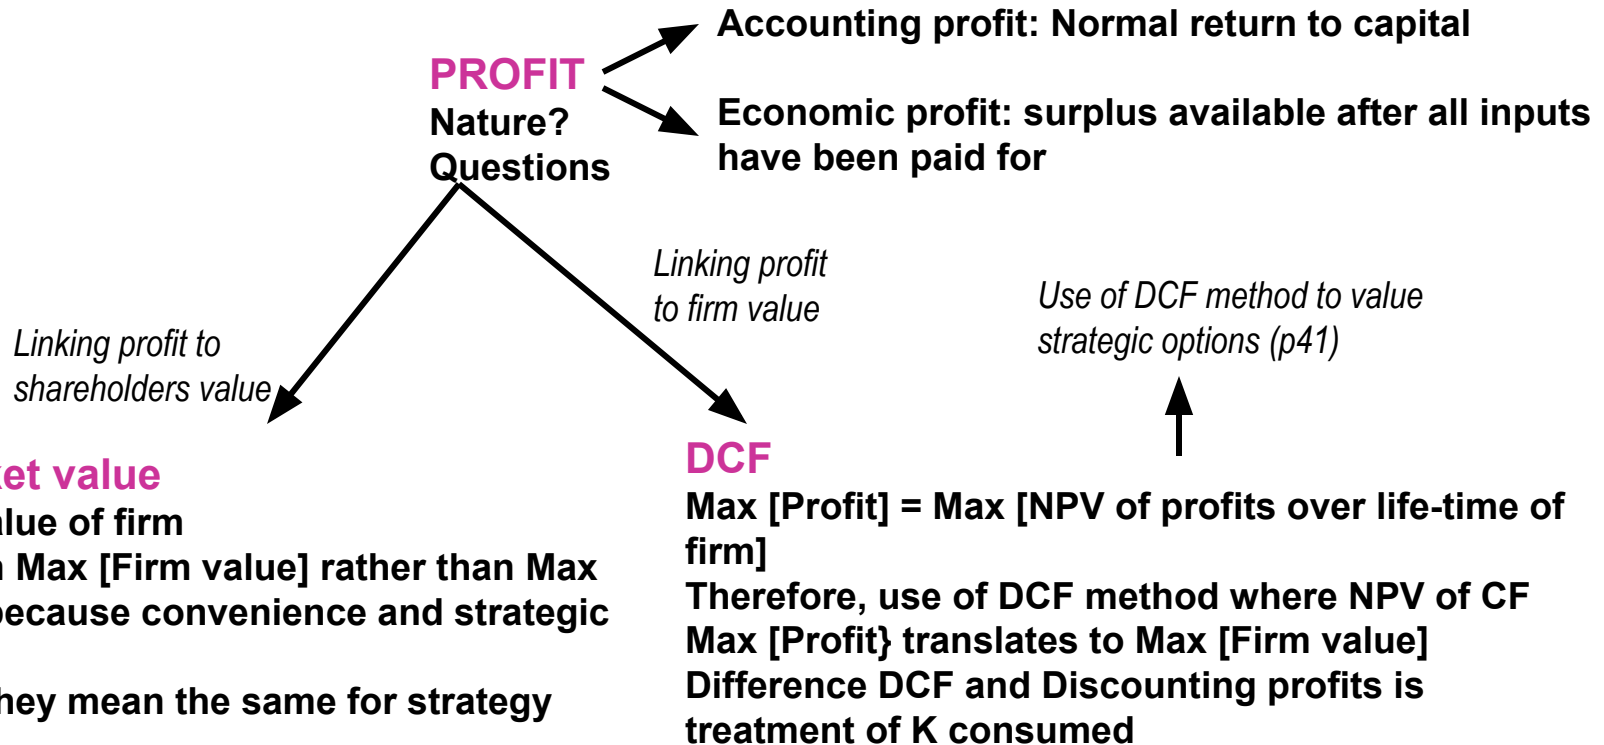 Accounting profit: Normal return to capital
PROFIT
Nature?
Questions
Economic profit: surplus available after all inputs
have been paid for
Linking profit
to firm value
Use of DCF method to value
strategic options (p41)
Linking profit to
shareholders value
ket value
alue of firm
n Max [Firm value] rather than Max
because convenience and strategic
they mean the same for strategy
DCF
Max [Profit] = Max [NPV of profits over life-time of
firm]
Therefore, use of DCF method where NPV of CF
Max [Profit} translates to Max [Firm value]
Difference DCF and Discounting profits is
treatment of K consumed